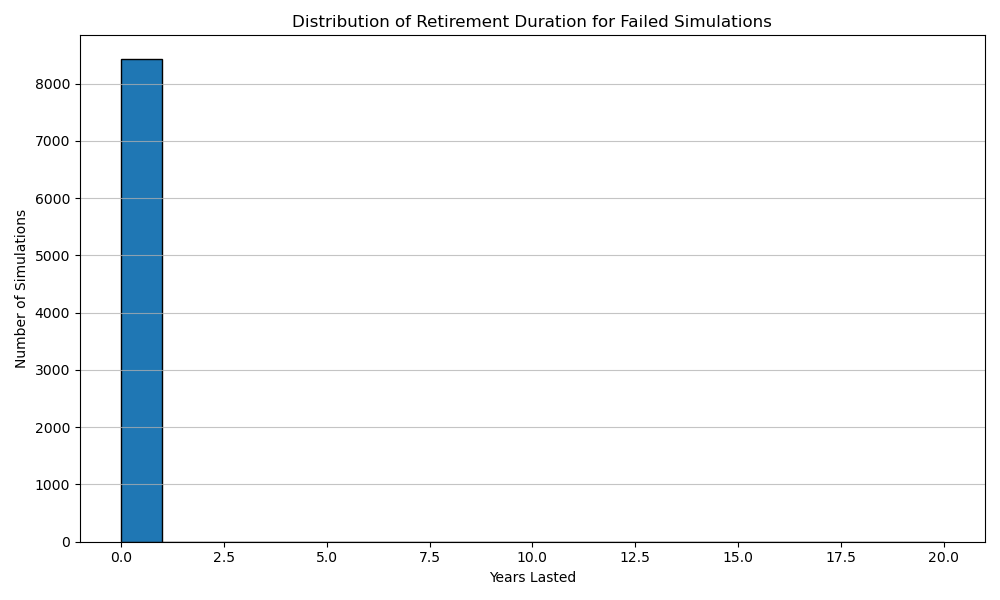 Distribution of Retirement Duration for Failed Simulations
8000
7000
6000
5000
4000
3000
2000
1000
0
Number of Simulations
0.0 2.5 5.0 7.5 10.0 12.5 15.0 17.5 20.0
Years Lasted